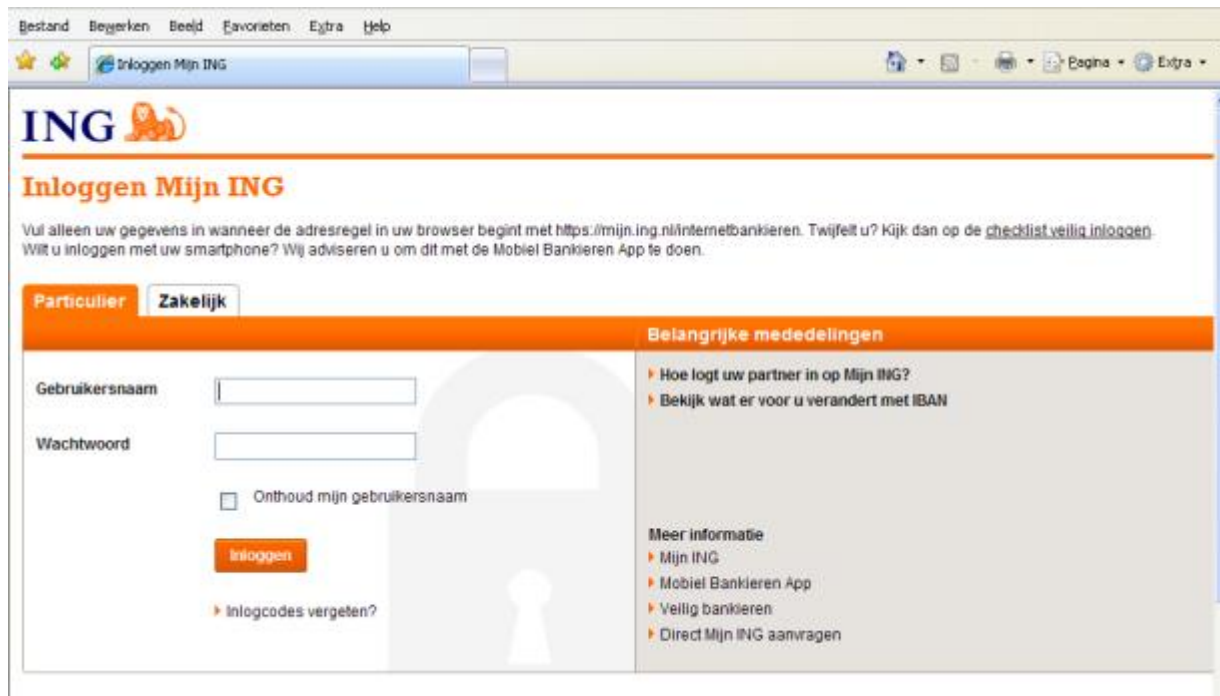 Bestand Bewerken Beeld Favorieten Extra Help
Inloggen Mijn ING
Pagina Extra
ING
Inloggen Mijn ING
Vul alleen uw gegevens in wanneer de adresregel in uw browser begint met https://mijn.ing.nl/internetbankieren. Twijfelt u? Kijk dan op de checklist veilig inloggen.
Wilt u inloggen met uw smartphone? Wij adviseren u om dit met de Mobiel Bankieren App te doen.
Particulier Zakelijk
Belangrijke mededelingen
Gebruikersnaam
Wachtwoord
Onthoud mijn gebruikersnaam
Inloggen
Inlogcodes vergeten?
Hoe logt uw partner in op Mijn ING?
Bekijk wat er voor u verandert met IBAN
Meer informatie
Mijn ING
Mobiel Bankieren App
Veilig bankieren
Direct Mijn ING aanvragen